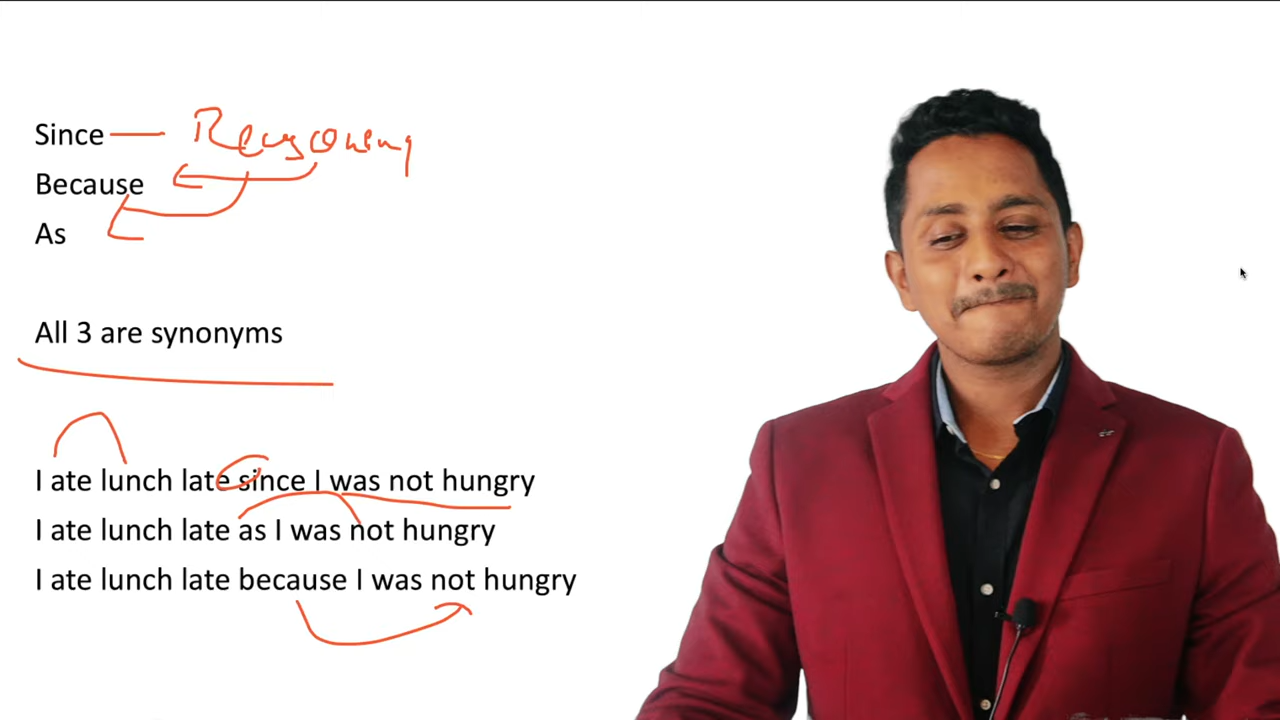 Since Reasoning
Because
As
All 3 are synonyms
I ate lunch late since I was not hungry
I ate lunch late as I was not hungry
I ate lunch late because I was not hungry